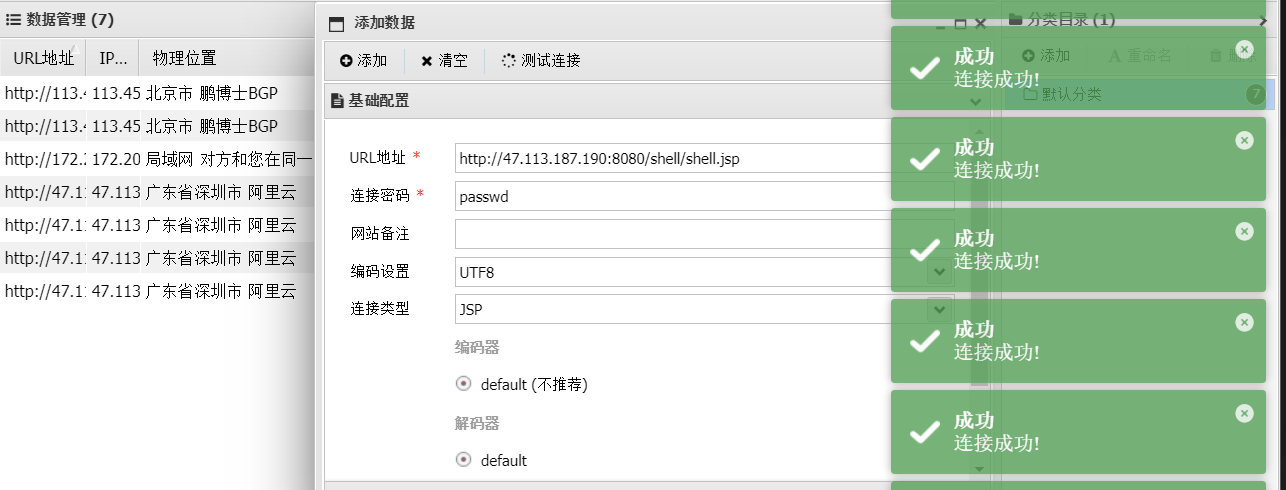 数据管理 (7)
URL地址 IP... 物理位置
http://113.4 113.45 北京市 鹏博士BGP
http://113.4 113.45 北京市 鹏博士BGP
http://172.2 172.20 局域网 对方和您在同一
http://47.11 47.113 广东省深圳市 阿里云
http://47.11 47.113 广东省深圳市 阿里云
http://47.11 47.113 广东省深圳市 阿里云
http://47.11 47.113 广东省深圳市 阿里云
添加数据
添加 清空 测试连接
基础配置
URL地址 * http://47.113.187.190:8080/shell/shell.jsp
连接密码 * passwd
网站备注
编码设置 UTF8
连接类型 JSP
编码器
default (不推荐)
解码器
default
分类目录 (1)
添加 重命名 删除
默认分类 7
成功
连接成功!
成功
连接成功!
成功
连接成功!
成功
连接成功!
成功
连接成功!